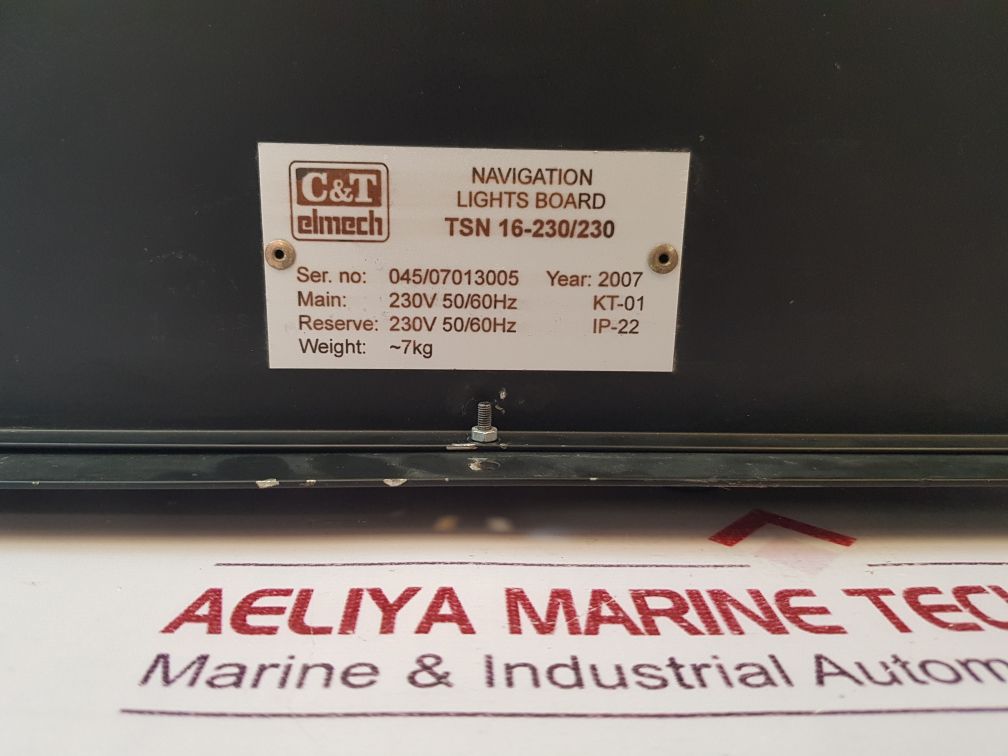 C&T
elmech
NAVIGATION
LIGHTS BOARD
TSN 16-230/230
Ser. no: 045/07013005 Year: 2007
Main: 230V 50/60Hz KT-01
Reserve: 230V 50/60Hz IP-22
Weight: ~7kg
AELIYA MARINE TEC
Marine & Industrial Autom